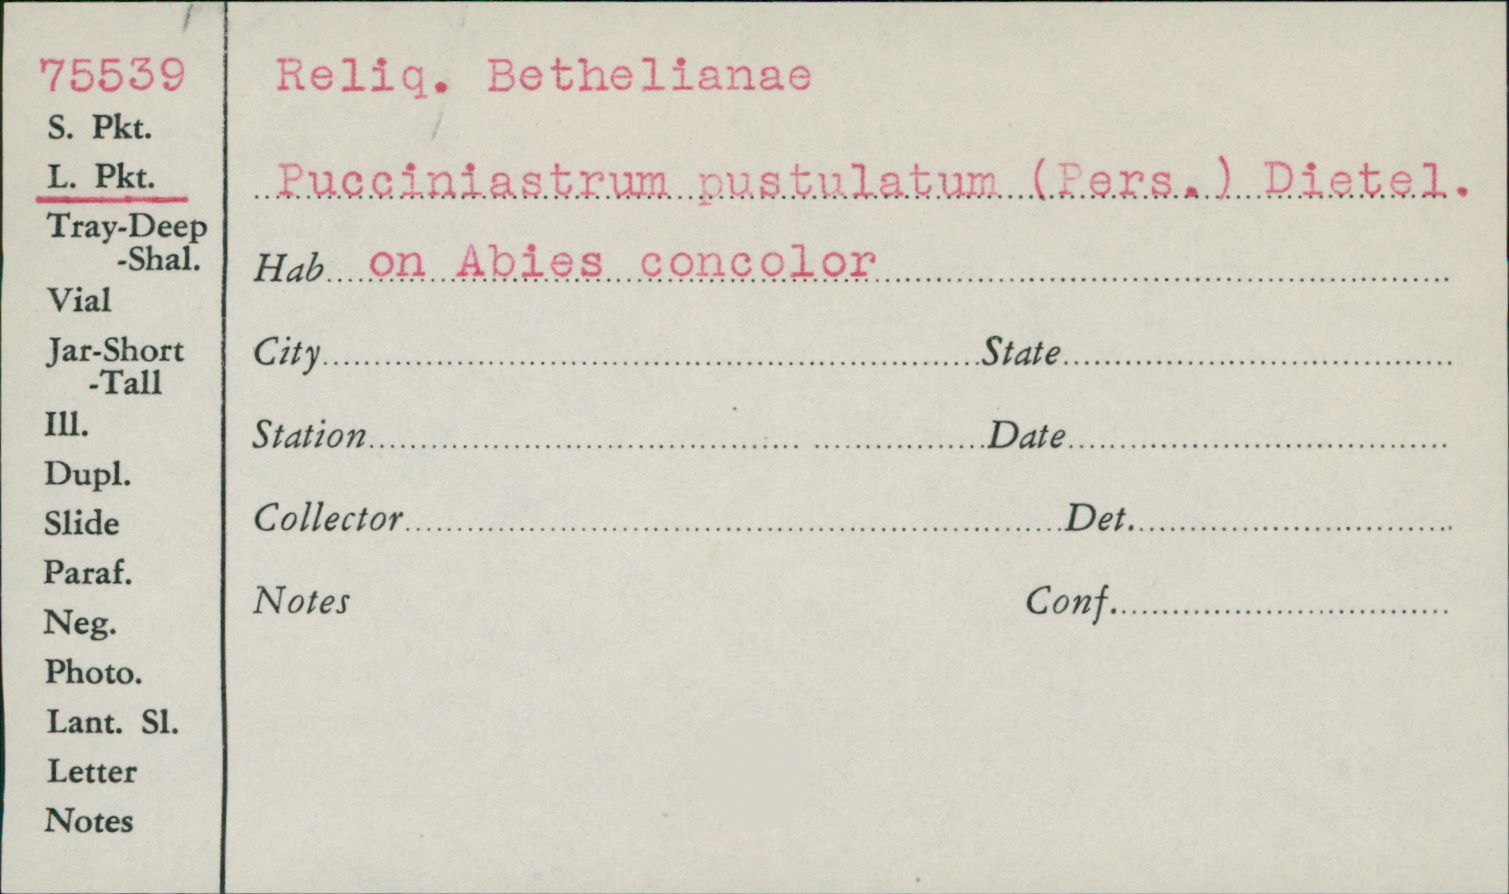 75539
S. Pkt.
L. Pkt.
Tray-Deep
-Shal.
Vial
Jar-Short
-Tall
Ill.
Dupl.
Slide
Paraf.
Neg.
Photo.
Lant. Sl.
Letter
Notes
Reliq. Bethelianae
Pucciniastrum pustulatum (Pers.) Dietel.
Hab on Abies concolor
City State
Station Date
Collector Det.
Notes Conf.